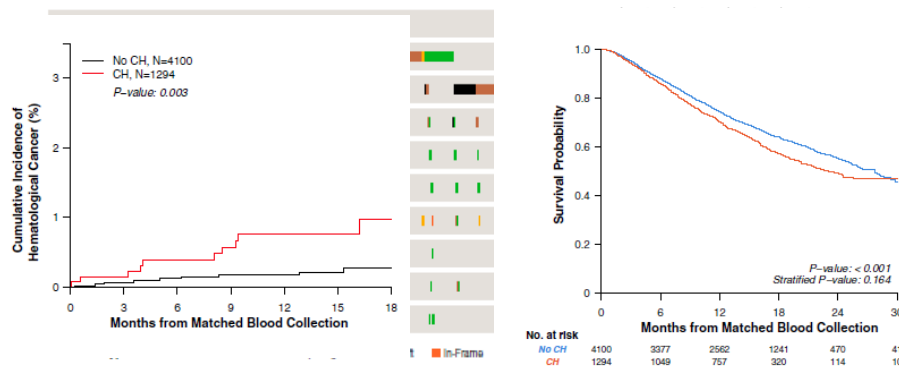 No CH, N=4100
CH, N=1294
P-value: 0.003
Cumulative Incidence of
Hematological Cancer (%)
3
2
1
0
0 3 6 9 12 15 18
Months from Matched Blood Collection
In-Frame
Survival Probability
1.0
0.8
0.6
0.4
0.2
0
P-value: < 0.001
Stratified P-value: 0.164
0 6 12 18 24 30
Months from Matched Blood Collection
No. at risk
No CH 4100 3377 2562 1241 470
CH 1294 1049 757 320 114